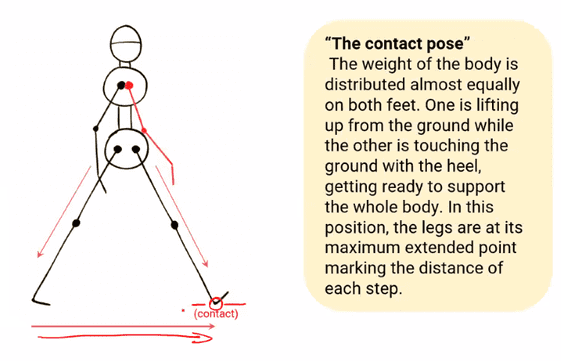 “The contact pose”
The weight of the body is
distributed almost equally
on both feet. One is lifting
up from the ground while
the other is touching the
ground with the heel,
getting ready to support
the whole body. In this
position, the legs are at its
maximum extended point
marking the distance of
each step.
(contact)